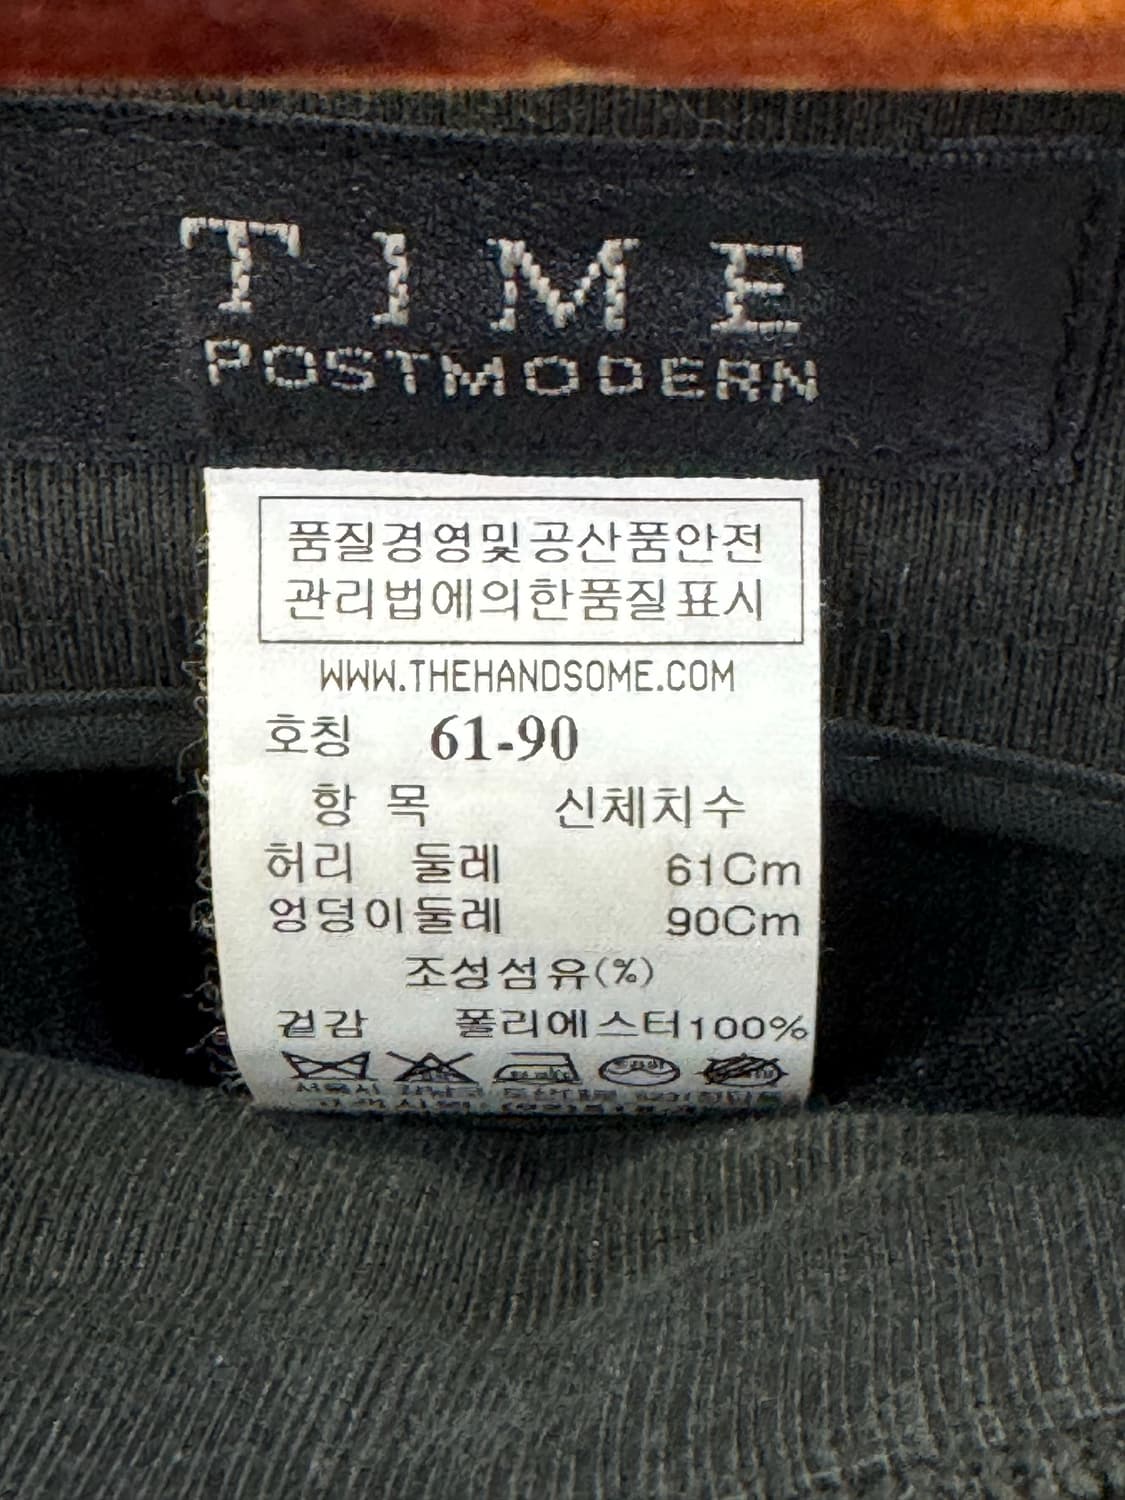 TIME
POSTMODERN
품질경영및공산품안전
관리법에의한품질표시
WWW.THEHANDSOME.COM
호칭 61-90
항 목 신체치수
허리 둘레 61Cm
엉덩이둘레 90Cm
조성섬유(%)
겉감 폴리에스터100%